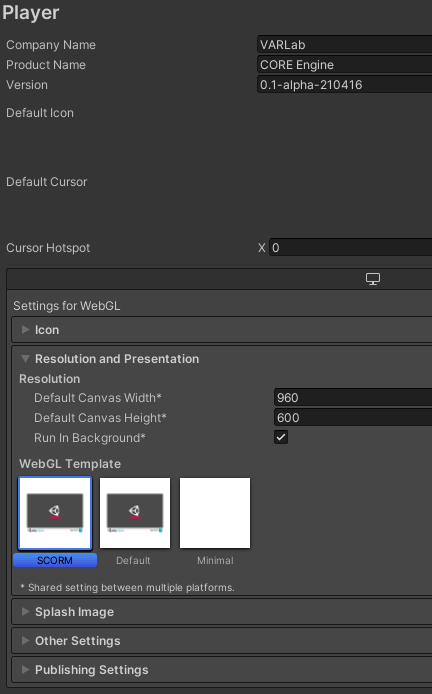 Player
Company Name VARLab
Product Name CORE Engine
Version 0.1-alpha-210416
Default Icon
Default Cursor
Cursor Hotspot X 0
Settings for WebGL
Icon
Resolution and Presentation
Resolution
Default Canvas Width* 960
Default Canvas Height* 600
Run In Background*
WebGL Template
SCORM Default Minimal
* Shared setting between multiple platforms.
Splash Image
Other Settings
Publishing Settings